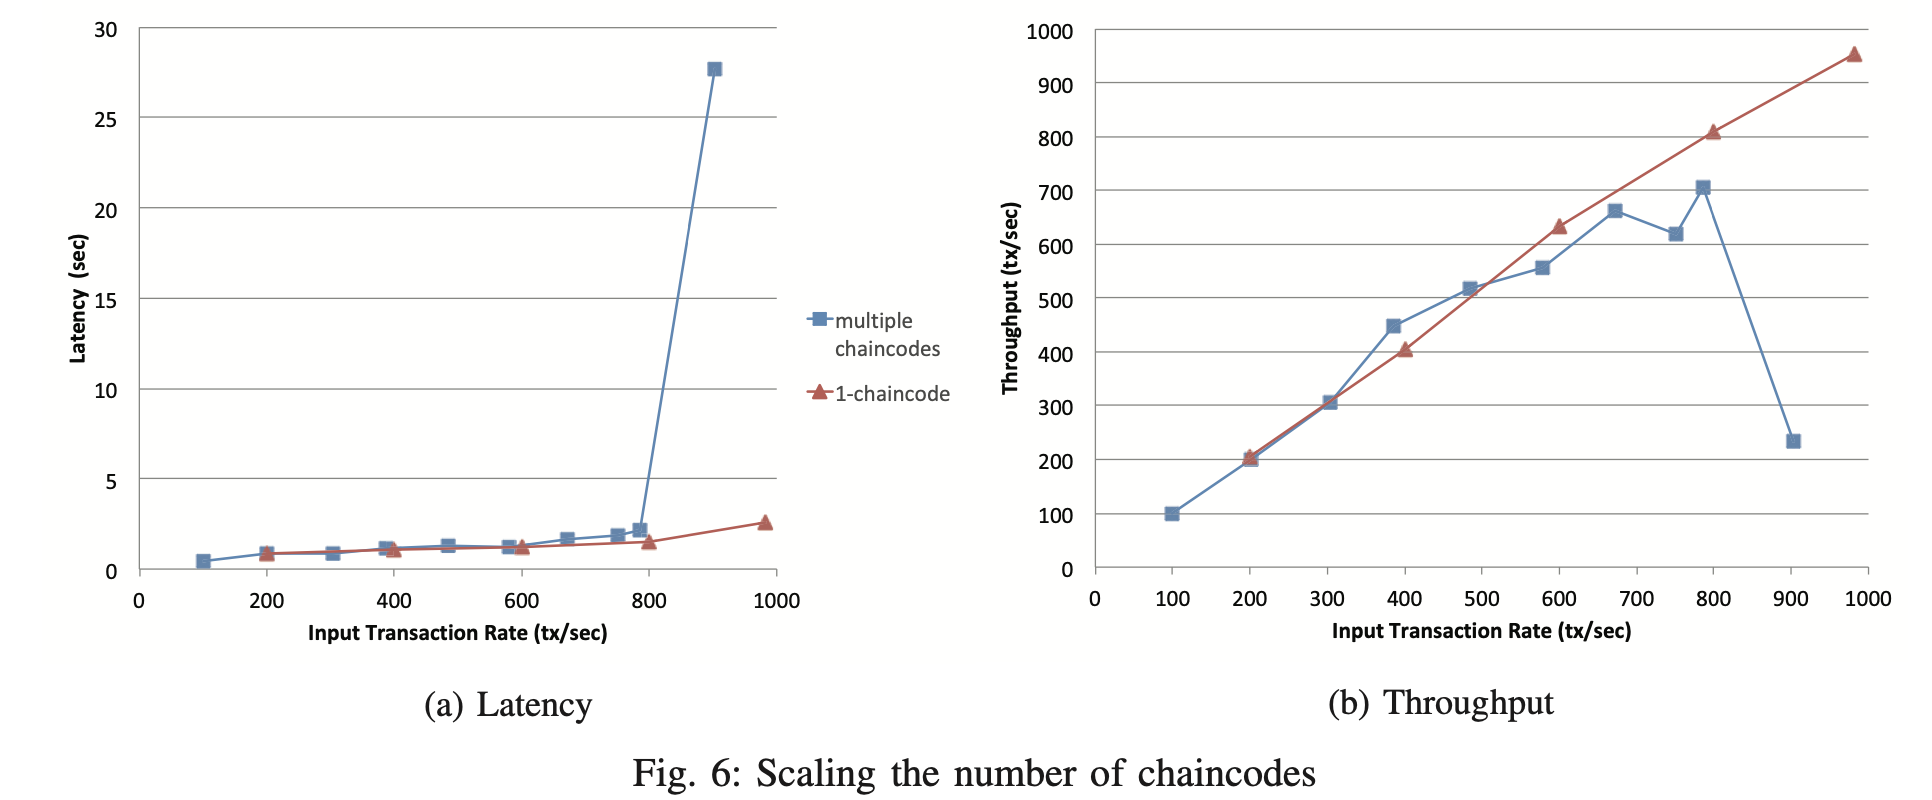 30
25
20
15
10
5
0
Latency (sec)
0 200 400 600 800 1000
Input Transaction Rate (tx/sec)
multiple
chaincodes
1-chaincode
(a) Latency
1000
900
800
700
600
500
400
300
200
100
0
Throughput (tx/sec)
0 100 200 300 400 500 600 700 800 900 1000
Input Transaction Rate (tx/sec)
(b) Throughput
Fig. 6: Scaling the number of chaincodes